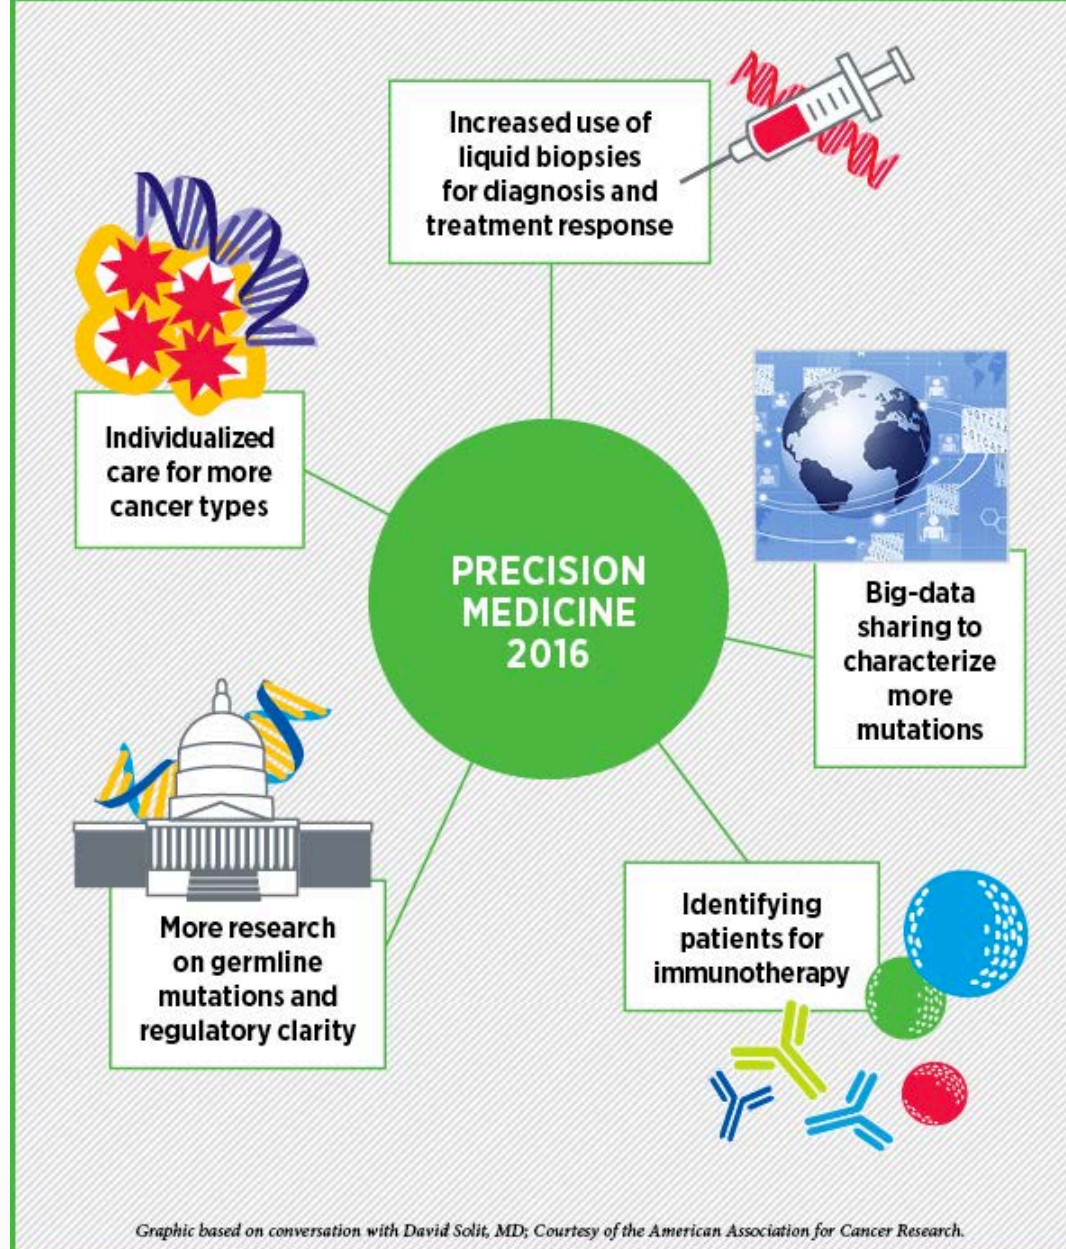 Increased use of
liquid biopsies
for diagnosis and
treatment response
Individualized
care for more
cancer types
PRECISION
MEDICINE
2016
Big-data
sharing to
characterize
more
mutations
More research
on germline
mutations and
regulatory clarity
Identifying
patients for
immunotherapy
Graphic based on conversation with David Solit, MD; Courtesy of the American Association for Cancer Research.